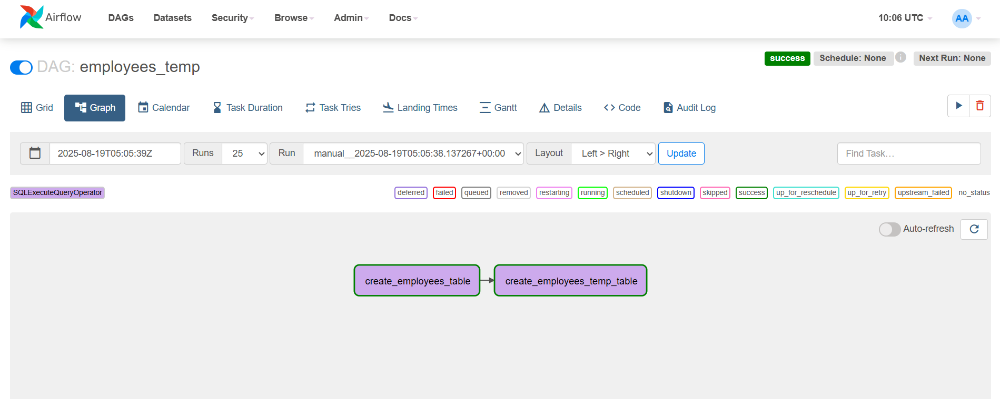 Airflow DAGs Datasets Security Browse Admin Docs 10:06 UTC AA
success Schedule: None i Next Run: None
DAG: employees_temp
Grid Graph Calendar Task Duration Task Tries Landing Times Gantt Details Code Audit Log
2025-08-19T05:05:39Z Runs 25 Run manual__2025-08-19T05:05:38.137267+00:00 Layout Left > Right Update Find Task…
SQLExecuteQueryOperator deferred failed queued removed restarting running scheduled shutdown skipped success up_for_reschedule up_for_retry upstream_failed no_status
Auto-refresh
create_employees_table create_employees_temp_table